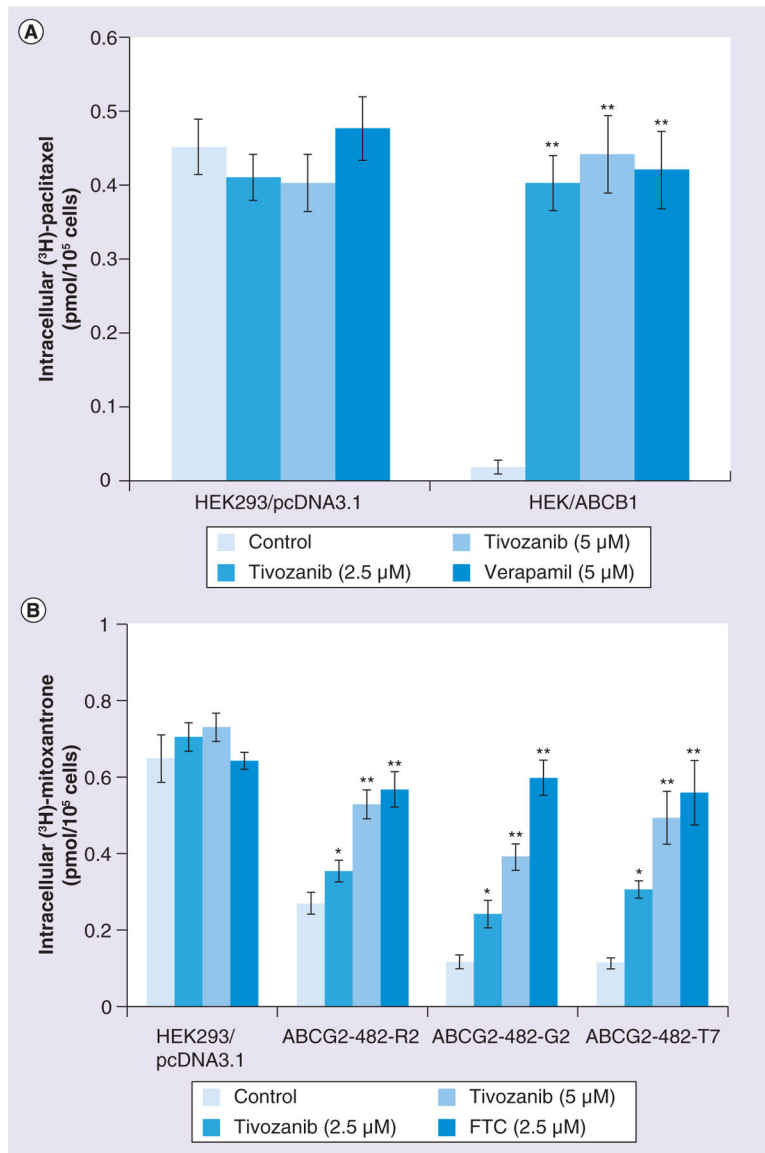 A
Intracellular (³H)-paclitaxel
(pmol/10⁵ cells)
0.6
0.5
0.4
0.3
0.2
0.1
0
** ** **
HEK293/pcDNA3.1 HEK/ABCB1
Control Tivozanib (5 μM)
Tivozanib (2.5 μM) Verapamil (5 μM)
B
Intracellular (³H)-mitoxantrone
(pmol/10⁵ cells)
1
0.8
0.6
0.4
0.2
0
* ** ** * ** ** * ** **
HEK293/ ABCG2-482-R2 ABCG2-482-G2 ABCG2-482-T7
pcDNA3.1
Control Tivozanib (5 μM)
Tivozanib (2.5 μM) FTC (2.5 μM)